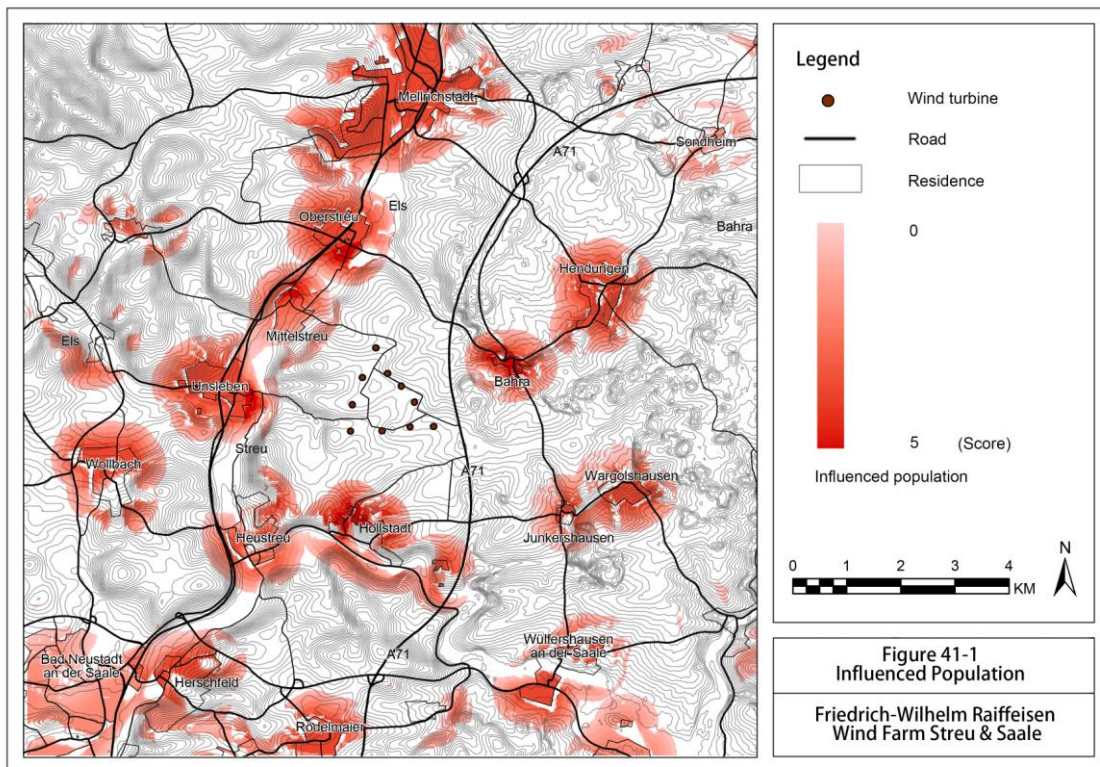 Mellrichstadt
A71
Sondheim
Els
Oberstreu
Bahra
Hendungen
Mittelstreu
Els
Bahra
Unsleben
Streu
Wollbach
A71
Wargolshausen
Hollstadt
Heustreu
Junkershausen
Wülfershausen
an der Saale
A71
Bad Neustadt
an der Saale
Herschfeld
Rödelmaier
Legend
Wind turbine
Road
Residence
0
5 (Score)
Influenced population
0 1 2 3 4
KM
N
Figure 41-1
Influenced Population
Friedrich-Wilhelm Raiffeisen
Wind Farm Streu & Saale